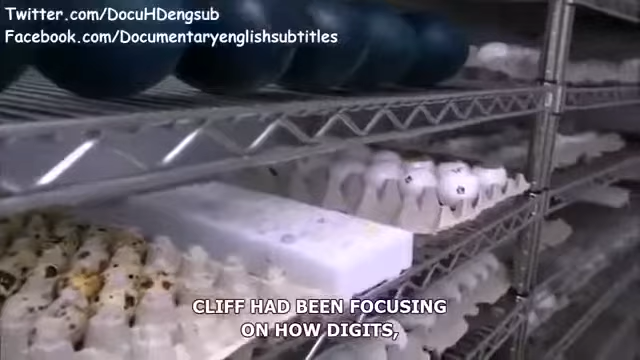 Twitter.com/DocuHDengsub
Facebook.com/Documentaryenglishsubtitles
CLIFF HAD BEEN FOCUSING
ON HOW DIGITS,